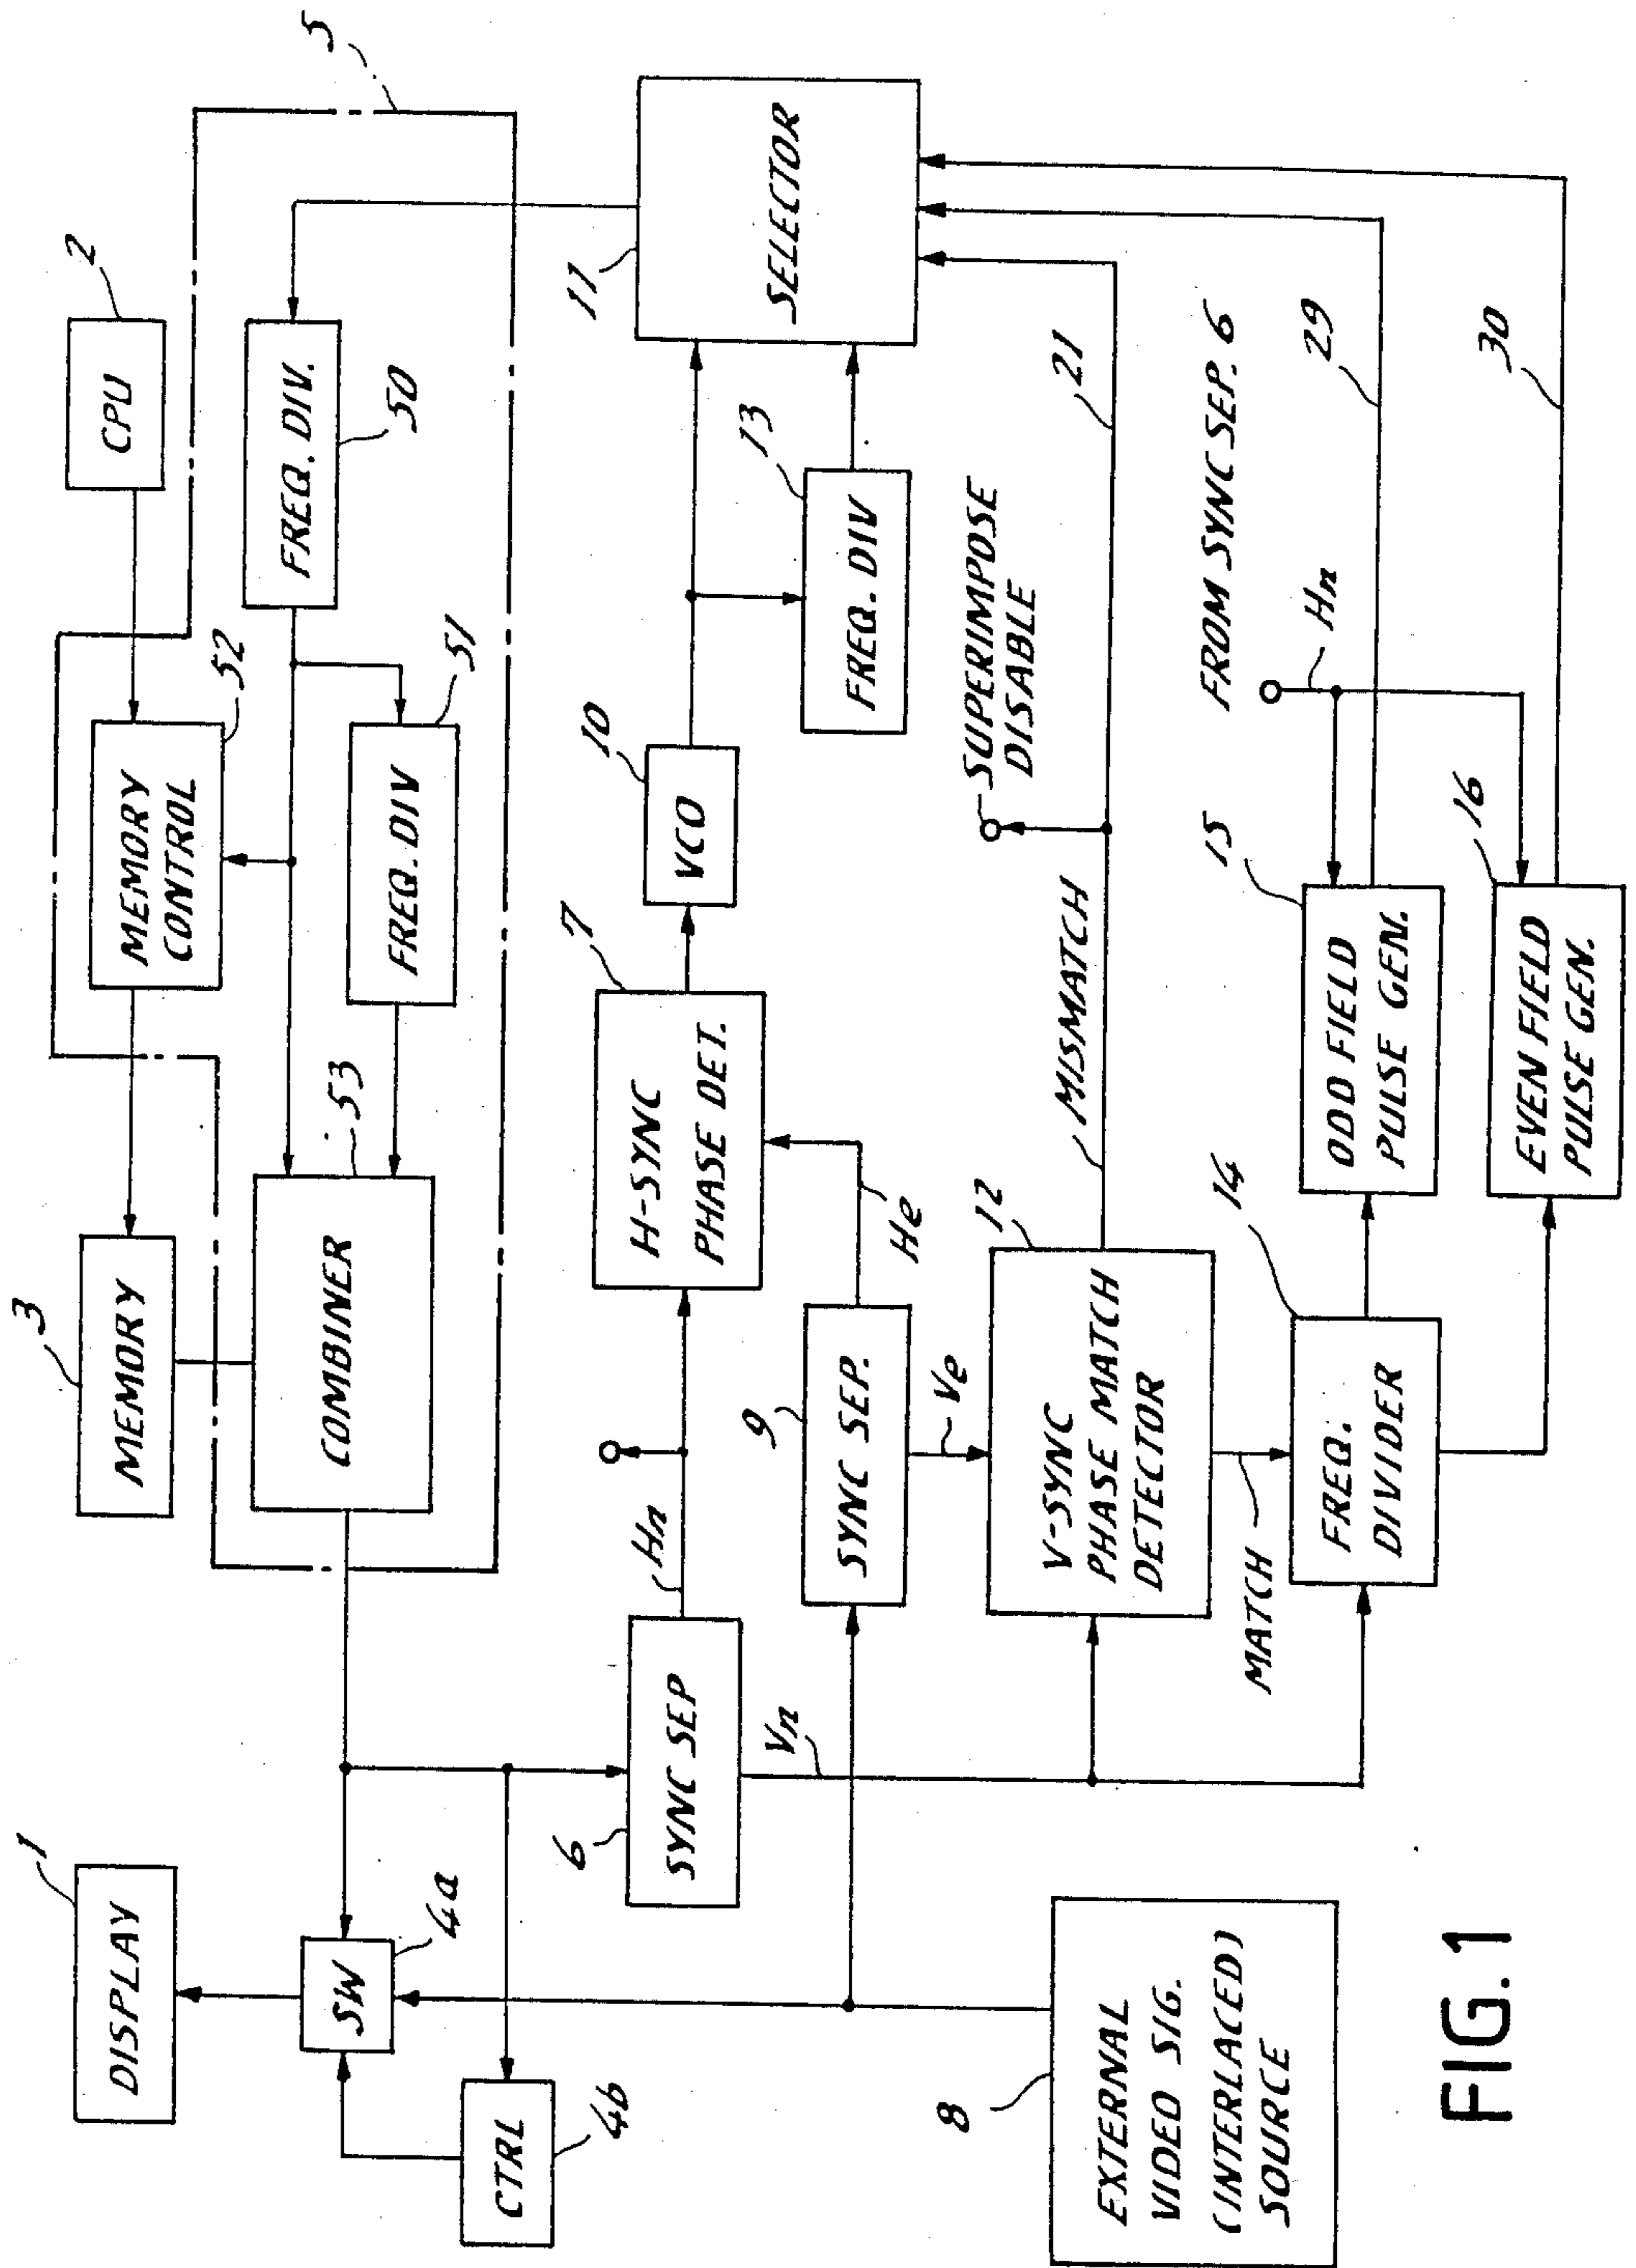 1
DISPLAY
SW
4a
CTRL
4b
3
MEMORY
MEMORY
CONTROL
52
2
CPU
5
COMBINER
53
FREQ. DIV.
50
FREQ. DIV
51
6
SYNC SEP
Hn
Vn
7
H-SYNC
PHASE DET.
He
10
VCO
13
FREQ. DIV
11
SELECTOR
8
EXTERNAL
VIDEO SIG.
(INTERLACED)
SOURCE
9
SYNC SEP.
Ve
12
V-SYNC
PHASE MATCH
DETECTOR
MISMATCH
SUPERIMPOSE
DISABLE
21
MATCH
14
FREQ.
DIVIDER
15
ODD FIELD
PULSE GEN.
16
EVEN FIELD
PULSE GEN.
FROM SYNC SEP. 6
Hn
29
30
FIG.1